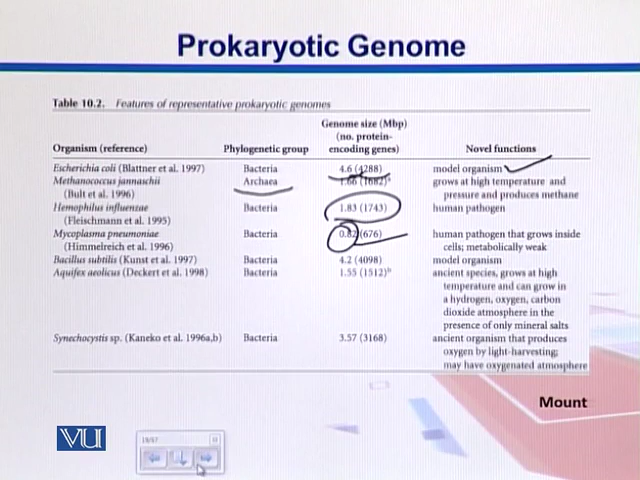 Prokaryotic Genome
Table 10.2. Features of representative prokaryotic genomes
Genome size (Mbp)
(no. protein-
Organism (reference) Phylogenetic group encoding genes) Novel functions
Escherichia coli (Blattner et al. 1997) Bacteria 4.6 (4288) model organism
Methanococcus jannaschii Archaea 1.66 (1682)a grows at high temperature and
(Bult et al. 1996) pressure and produces methane
Hemophilus influenzae Bacteria 1.83 (1743) human pathogen
(Fleischmann et al. 1995)
Mycoplasma pneumoniae Bacteria 0.82 (676) human pathogen that grows inside
(Himmelreich et al. 1996) cells; metabolically weak
Bacillus subtilis (Kunst et al. 1997) Bacteria 4.2 (4098) model organism
Aquifex aeolicus (Deckert et al. 1998) Bacteria 1.55 (1512)b ancient species, grows at high
temperature and can grow in
a hydrogen, oxygen, carbon
dioxide atmosphere in the
presence of only mineral salts
Synechocystis sp. (Kaneko et al. 1996a,b) Bacteria 3.57 (3168) ancient organism that produces
oxygen by light-harvesting;
may have oxygenated atmosphere
Mount
VU